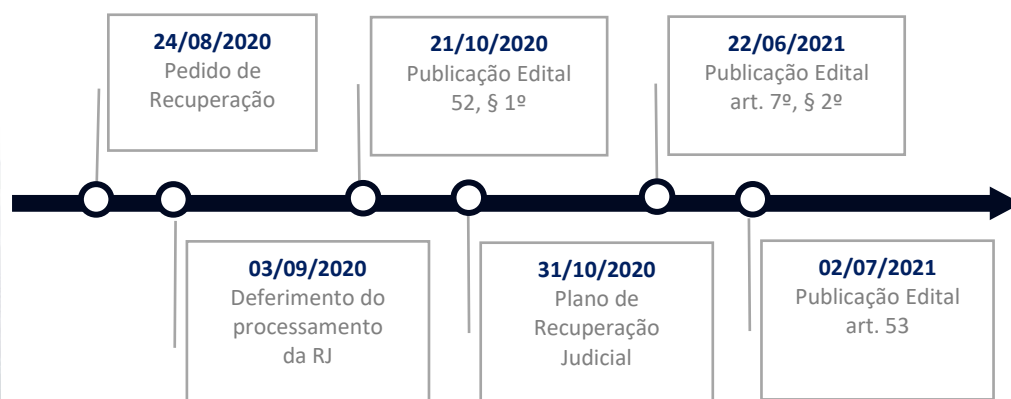 24/08/2020
Pedido de
Recuperação
21/10/2020
Publicação Edital
52, § 1º
22/06/2021
Publicação Edital
art. 7º, § 2º
03/09/2020
Deferimento do
processamento
da RJ
31/10/2020
Plano de
Recuperação
Judicial
02/07/2021
Publicação Edital
art. 53